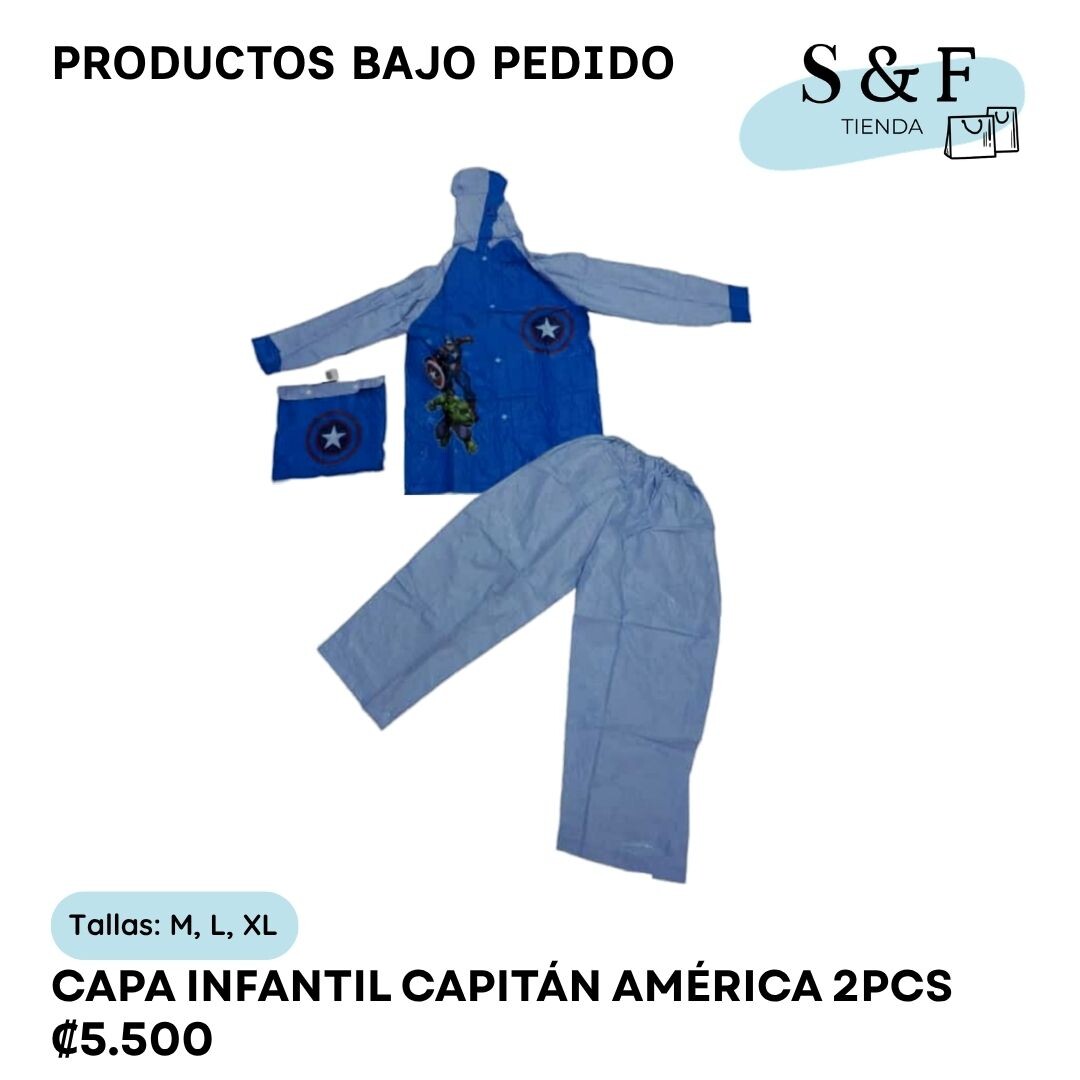 PRODUCTOS BAJO PEDIDO
S & F
TIENDA
Tallas: M, L, XL
CAPA INFANTIL CAPITÁN AMÉRICA 2PCS
₡5.500